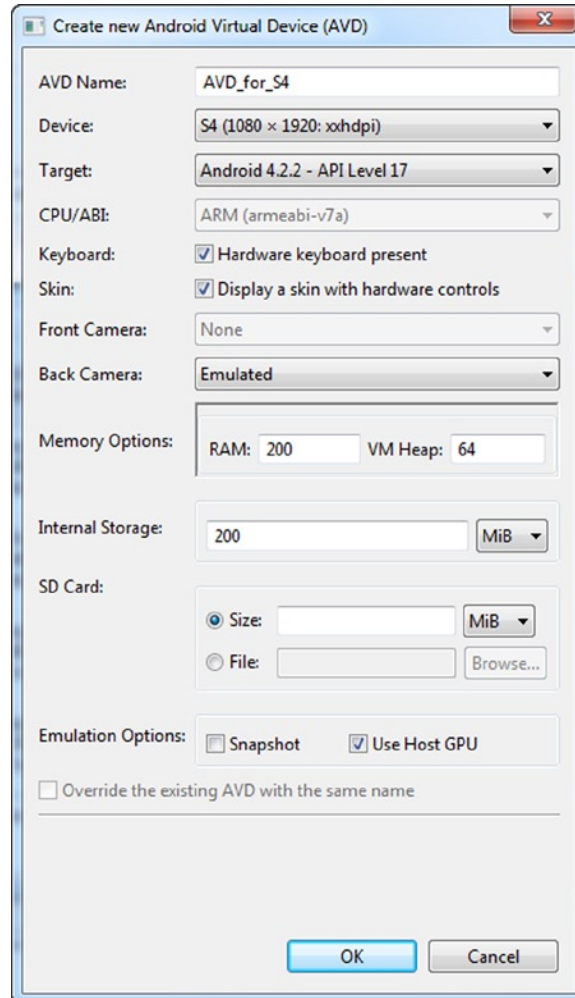 Create new Android Virtual Device (AVD)
AVD Name: AVD_for_S4
Device: S4 (1080 × 1920: xxhdpi)
Target: Android 4.2.2 - API Level 17
CPU/ABI: ARM (armeabi-v7a)
Keyboard: Hardware keyboard present
Skin: Display a skin with hardware controls
Front Camera: None
Back Camera: Emulated
Memory Options: RAM: 200 VM Heap: 64
Internal Storage: 200 MiB
SD Card:
Size: MiB
File: Browse...
Emulation Options: Snapshot Use Host GPU
Override the existing AVD with the same name
OK Cancel